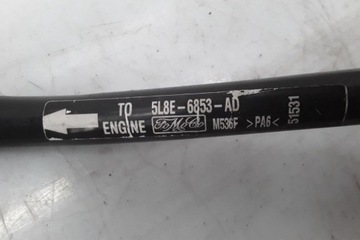 TO 5L8E-6853-AD
ENGINE FoMoCo M536F >PA6< 51531